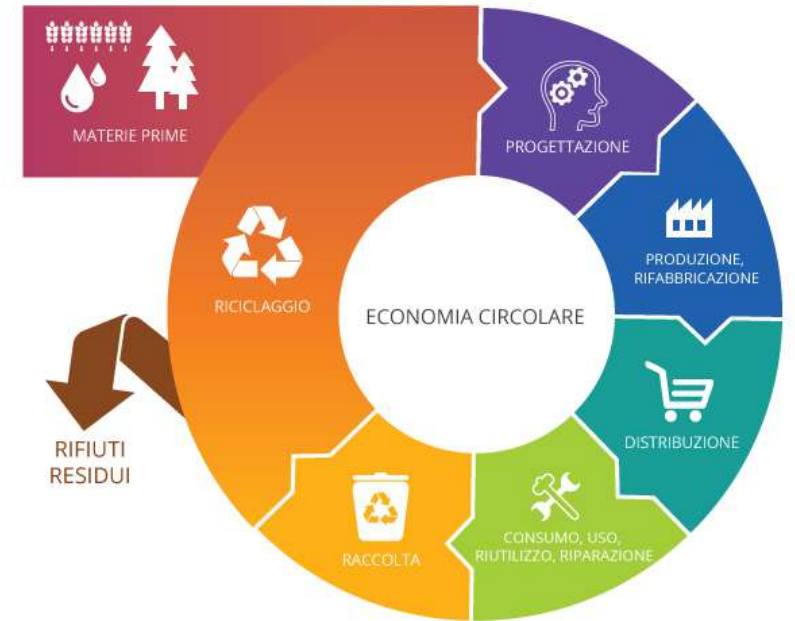 MATERIE PRIME
PROGETTAZIONE
PRODUZIONE,
RIFABBRICAZIONE
RICICLAGGIO
ECONOMIA CIRCOLARE
DISTRIBUZIONE
RIFIUTI
RESIDUI
CONSUMO, USO,
RIUTILIZZO, RIPARAZIONE
RACCOLTA